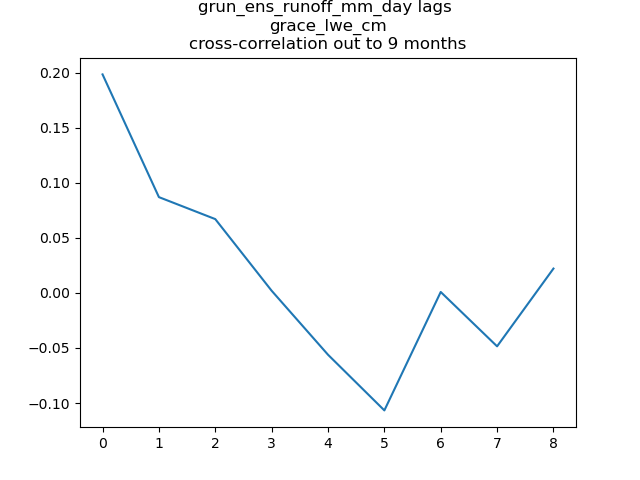 grun_ens_runoff_mm_day lags
grace_lwe_cm
cross-correlation out to 9 months
0.20
0.15
0.10
0.05
0.00
−0.05
−0.10
0 1 2 3 4 5 6 7 8